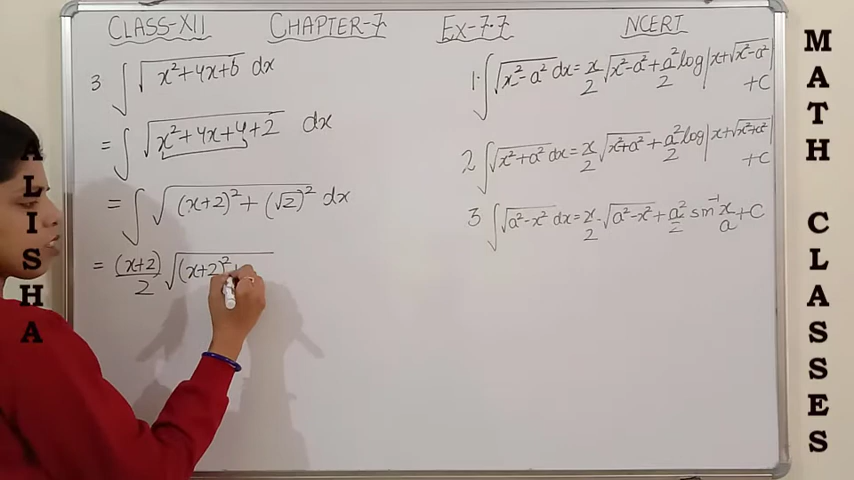 CLASS-XII CHAPTER-7 Ex-7.7 NCERT
3 ∫ √(x²+4x+6) dx
= ∫ √(x²+4x+4+2) dx
= ∫ √((x+2)²+(√2)²) dx
= (x+2)/2 √((x+2)²+
1. ∫√(x²-a²) dx = x/2 √(x²-a²) + a²/2 log|x+√(x²-a²)|
+C
2 ∫√(x²+a²) dx = x/2 √(x²+a²) + a²/2 log|x+√(x²+a²)|
+C
3 ∫√(a²-x²) dx = x/2 . √(a²-x²) + a²/2 sin⁻¹ x/a + C
ALISHA
MATH CLASSES